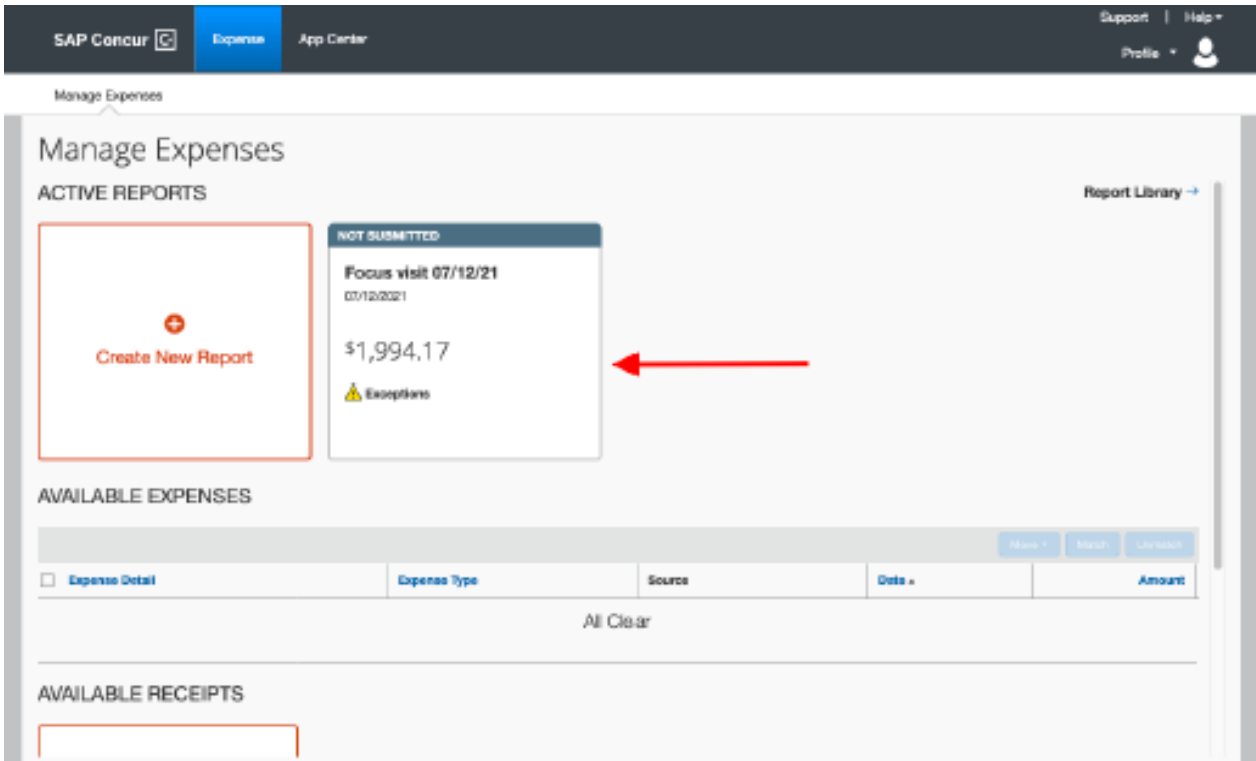 Support | Help
SAP Concur C Expense App Center
Profile
Manage Expenses
Manage Expenses
ACTIVE REPORTS
Report Library →
NOT SUBMITTED
Focus visit 07/12/21
07/12/2021
$1,994.17
Exceptions
Create New Report
AVAILABLE EXPENSES
Move Match Unmatch
Expense Detail Expense Type Source Date Amount
All Clear
AVAILABLE RECEIPTS